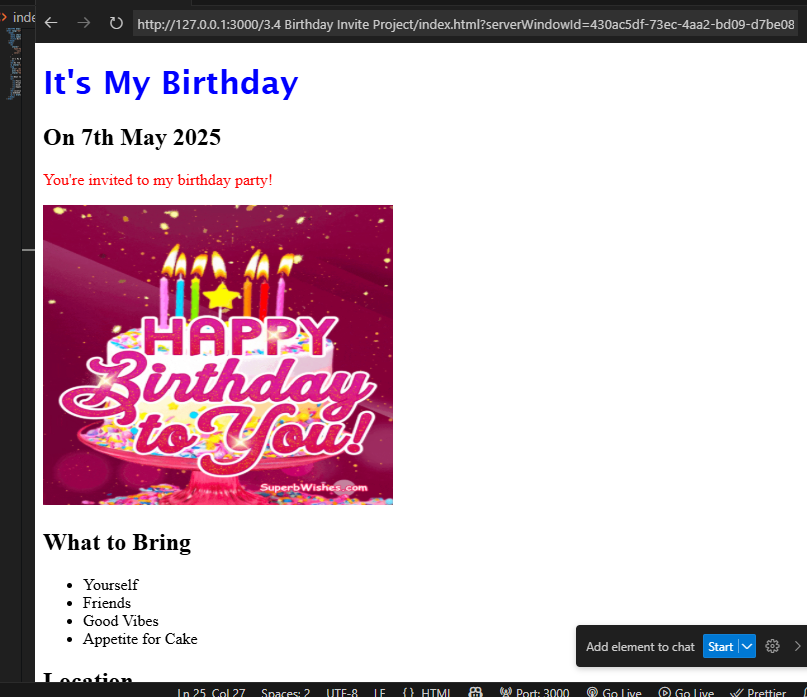 inde
http://127.0.0.1:3000/3.4 Birthday Invite Project/index.html?serverWindowId=430ac5df-73ec-4aa2-bd09-d7be08
It's My Birthday
On 7th May 2025
You're invited to my birthday party!
HAPPY
Birthday
to You!
SuperbWishes.com
What to Bring
Yourself
Friends
Good Vibes
Appetite for Cake
Add element to chat Start
Location
Ln 25, Col 27 Spaces: 2 UTF-8 LF {} HTML Port: 3000 Go Live Go Live Prettier